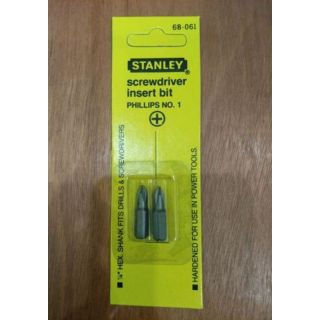 68-061
STANLEY®
screwdriver
insert bit
PHILLIPS NO. 1
¼" HEX SHANK FITS DRILLS & SCREWDRIVERS
HARDENED FOR USE IN POWER TOOLS.